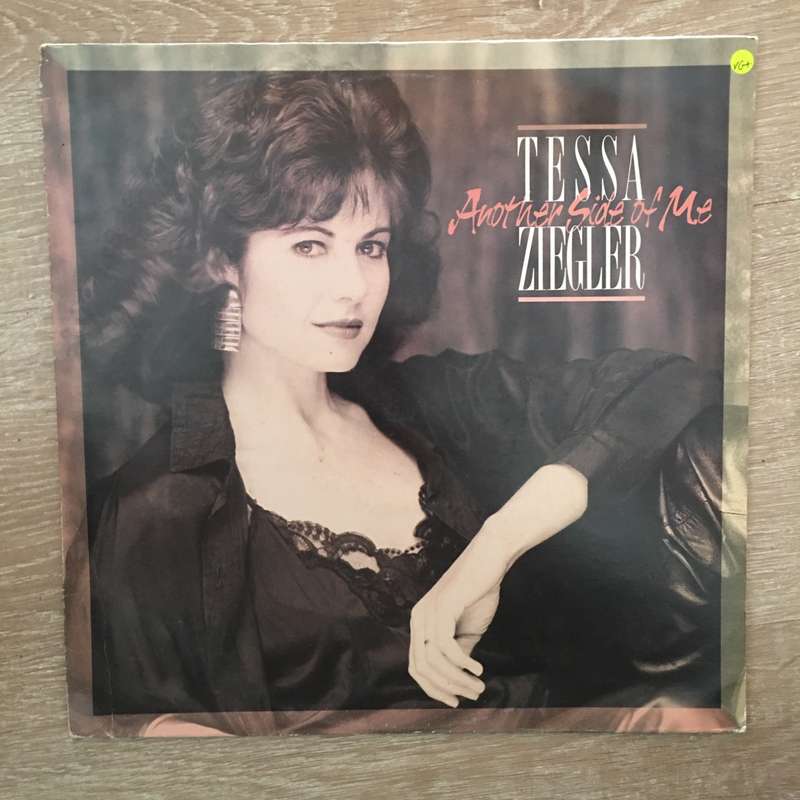 TESSA
Another Side of Me
ZIEGLER
VG+